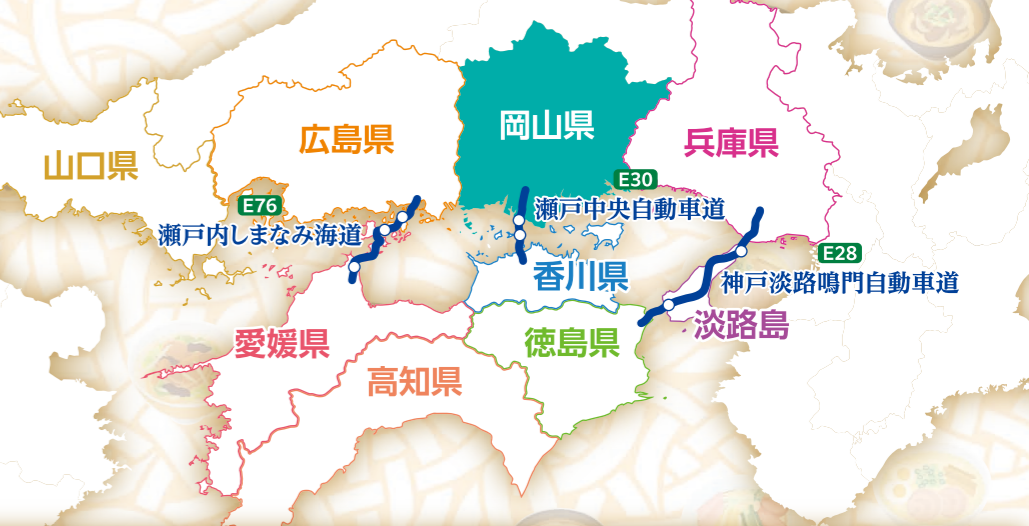 岡山県
広島県
兵庫県
山口県
E30
E76
瀬戸中央自動車道
瀬戸内しまなみ海道
E28
香川県
神戸淡路鳴門自動車道
淡路島
愛媛県
徳島県
高知県